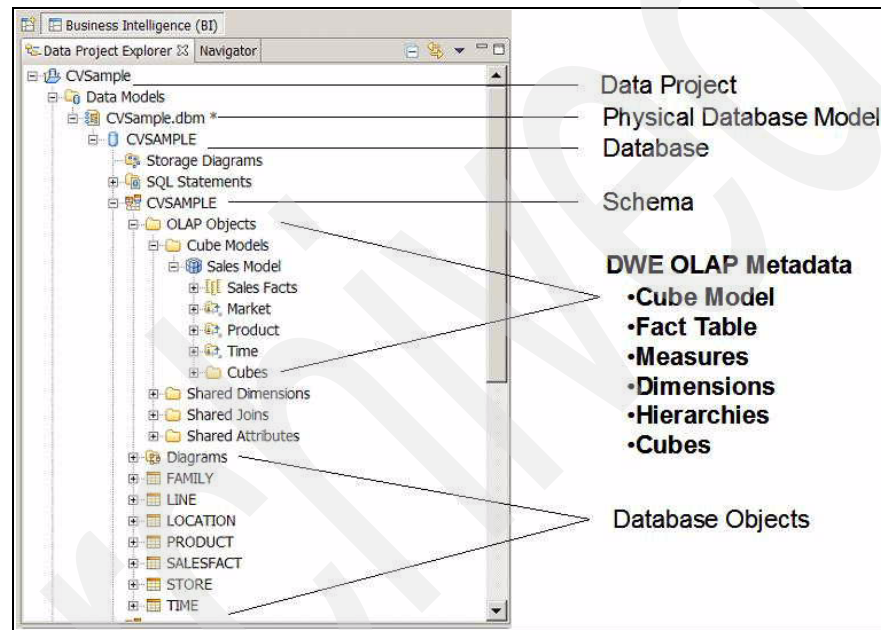 Business Intelligence (BI)
Data Project Explorer Navigator
CVSample
Data Models
CVSample.dbm *
CVSAMPLE
Storage Diagrams
SQL Statements
CVSAMPLE
OLAP Objects
Cube Models
Sales Model
Sales Facts
Market
Product
Time
Cubes
Shared Dimensions
Shared Joins
Shared Attributes
Diagrams
FAMILY
LINE
LOCATION
PRODUCT
SALESFACT
STORE
TIME
Data Project
Physical Database Model
Database
Schema
DWE OLAP Metadata
•Cube Model
•Fact Table
•Measures
•Dimensions
•Hierarchies
•Cubes
Database Objects